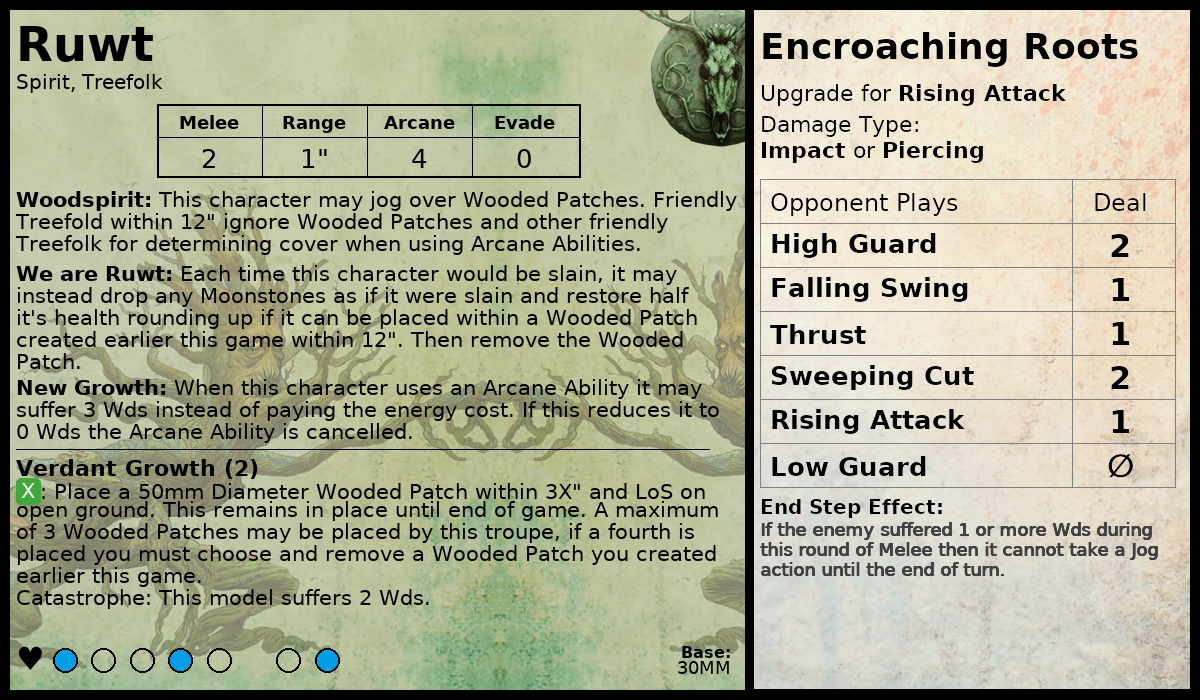 Ruwt
Spirit, Treefolk
Melee Range Arcane Evade
2 1" 4 0
Woodspirit: This character may jog over Wooded Patches. Friendly
Treefold within 12" ignore Wooded Patches and other friendly
Treefolk for determining cover when using Arcane Abilities.
We are Ruwt: Each time this character would be slain, it may
instead drop any Moonstones as if it were slain and restore half
it's health rounding up if it can be placed within a Wooded Patch
created earlier this game within 12". Then remove the Wooded
Patch.
New Growth: When this character uses an Arcane Ability it may
suffer 3 Wds instead of paying the energy cost. If this reduces it to
0 Wds the Arcane Ability is cancelled.
Verdant Growth (2)
X: Place a 50mm Diameter Wooded Patch within 3X" and LoS on
open ground. This remains in place until end of game. A maximum
of 3 Wooded Patches may be placed by this troupe, if a fourth is
placed you must choose and remove a Wooded Patch you created
earlier this game.
Catastrophe: This model suffers 2 Wds.
Base:
30MM
Encroaching Roots
Upgrade for Rising Attack
Damage Type:
Impact or Piercing
Opponent Plays Deal
High Guard 2
Falling Swing 1
Thrust 1
Sweeping Cut 2
Rising Attack 1
Low Guard ∅
End Step Effect:
If the enemy suffered 1 or more Wds during
this round of Melee then it cannot take a Jog
action until the end of turn.